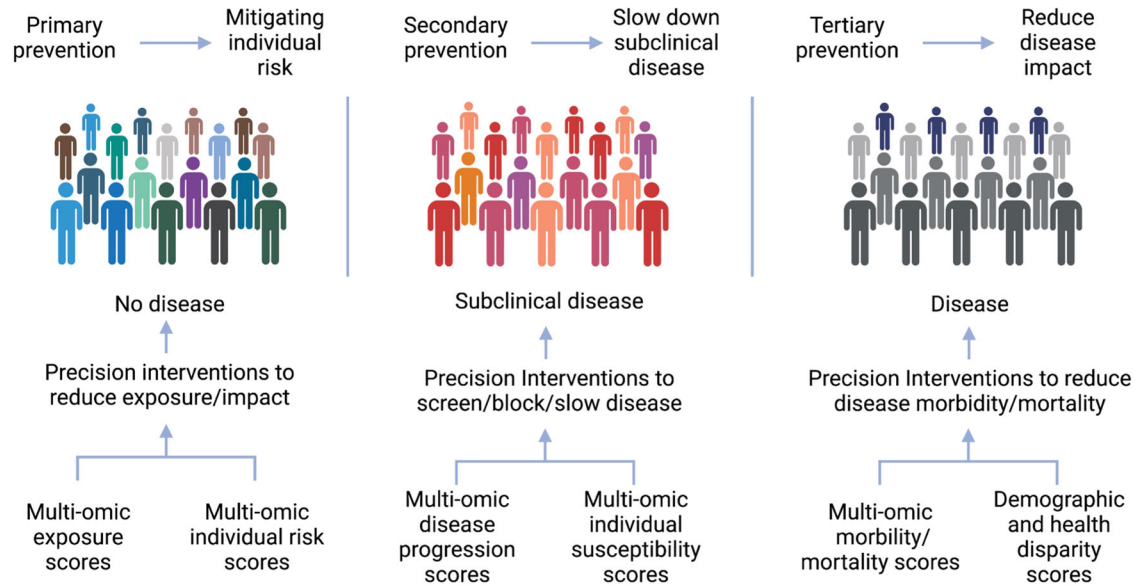 Primary
prevention
Mitigating
individual
risk
Secondary
prevention
Slow down
subclinical
disease
Tertiary
prevention
Reduce
disease
impact
No disease
Subclinical disease
Disease
Precision interventions to
reduce exposure/impact
Precision Interventions to
screen/block/slow disease
Precision Interventions to reduce
disease morbidity/mortality
Multi-omic
exposure
scores
Multi-omic
individual risk
scores
Multi-omic
disease
progression
scores
Multi-omic
individual
susceptibility
scores
Multi-omic
morbility/
mortality scores
Demographic
and health
disparity
scores